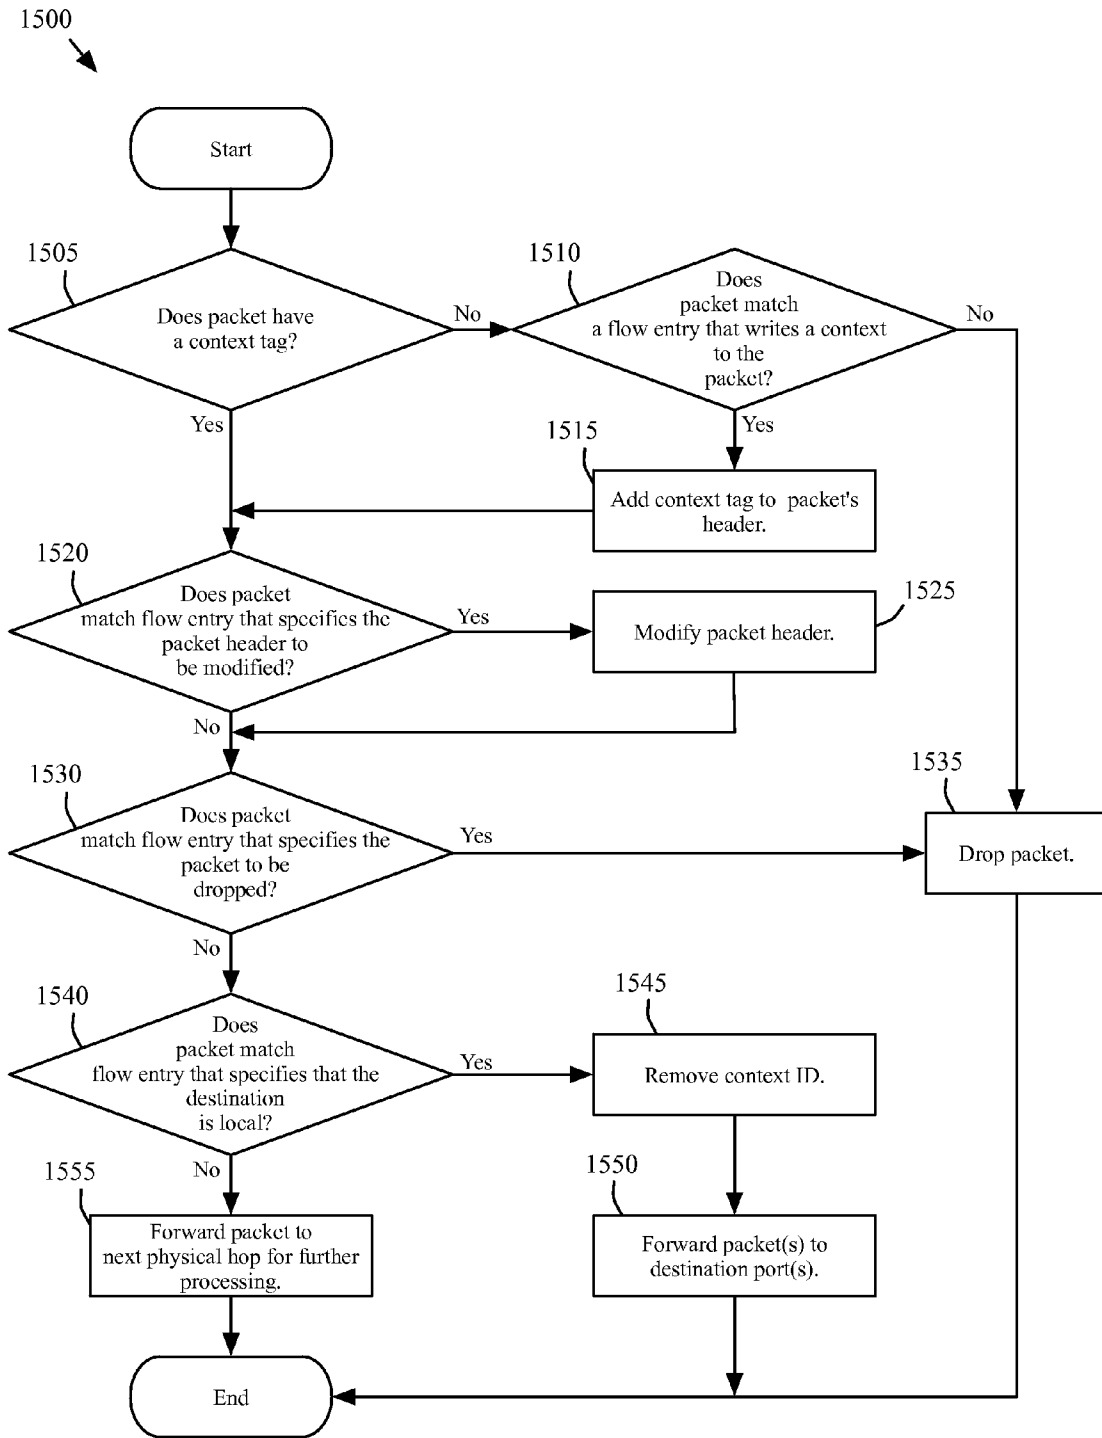 1500
Start
1505
Does packet have
a context tag?
No
1510
Does
packet match
a flow entry that writes a context
to the
packet?
No
Yes
Yes
1515
Add context tag to packet's
header.
1520
Does packet
match flow entry that specifies the
packet header to
be modified?
Yes
1525
Modify packet header.
No
1530
Does packet
match flow entry that specifies the
packet to be
dropped?
Yes
1535
Drop packet.
No
1540
Does
packet match
flow entry that specifies that the
destination
is local?
Yes
1545
Remove context ID.
No
1555
Forward packet to
next physical hop for further
processing.
1550
Forward packet(s) to
destination port(s).
End